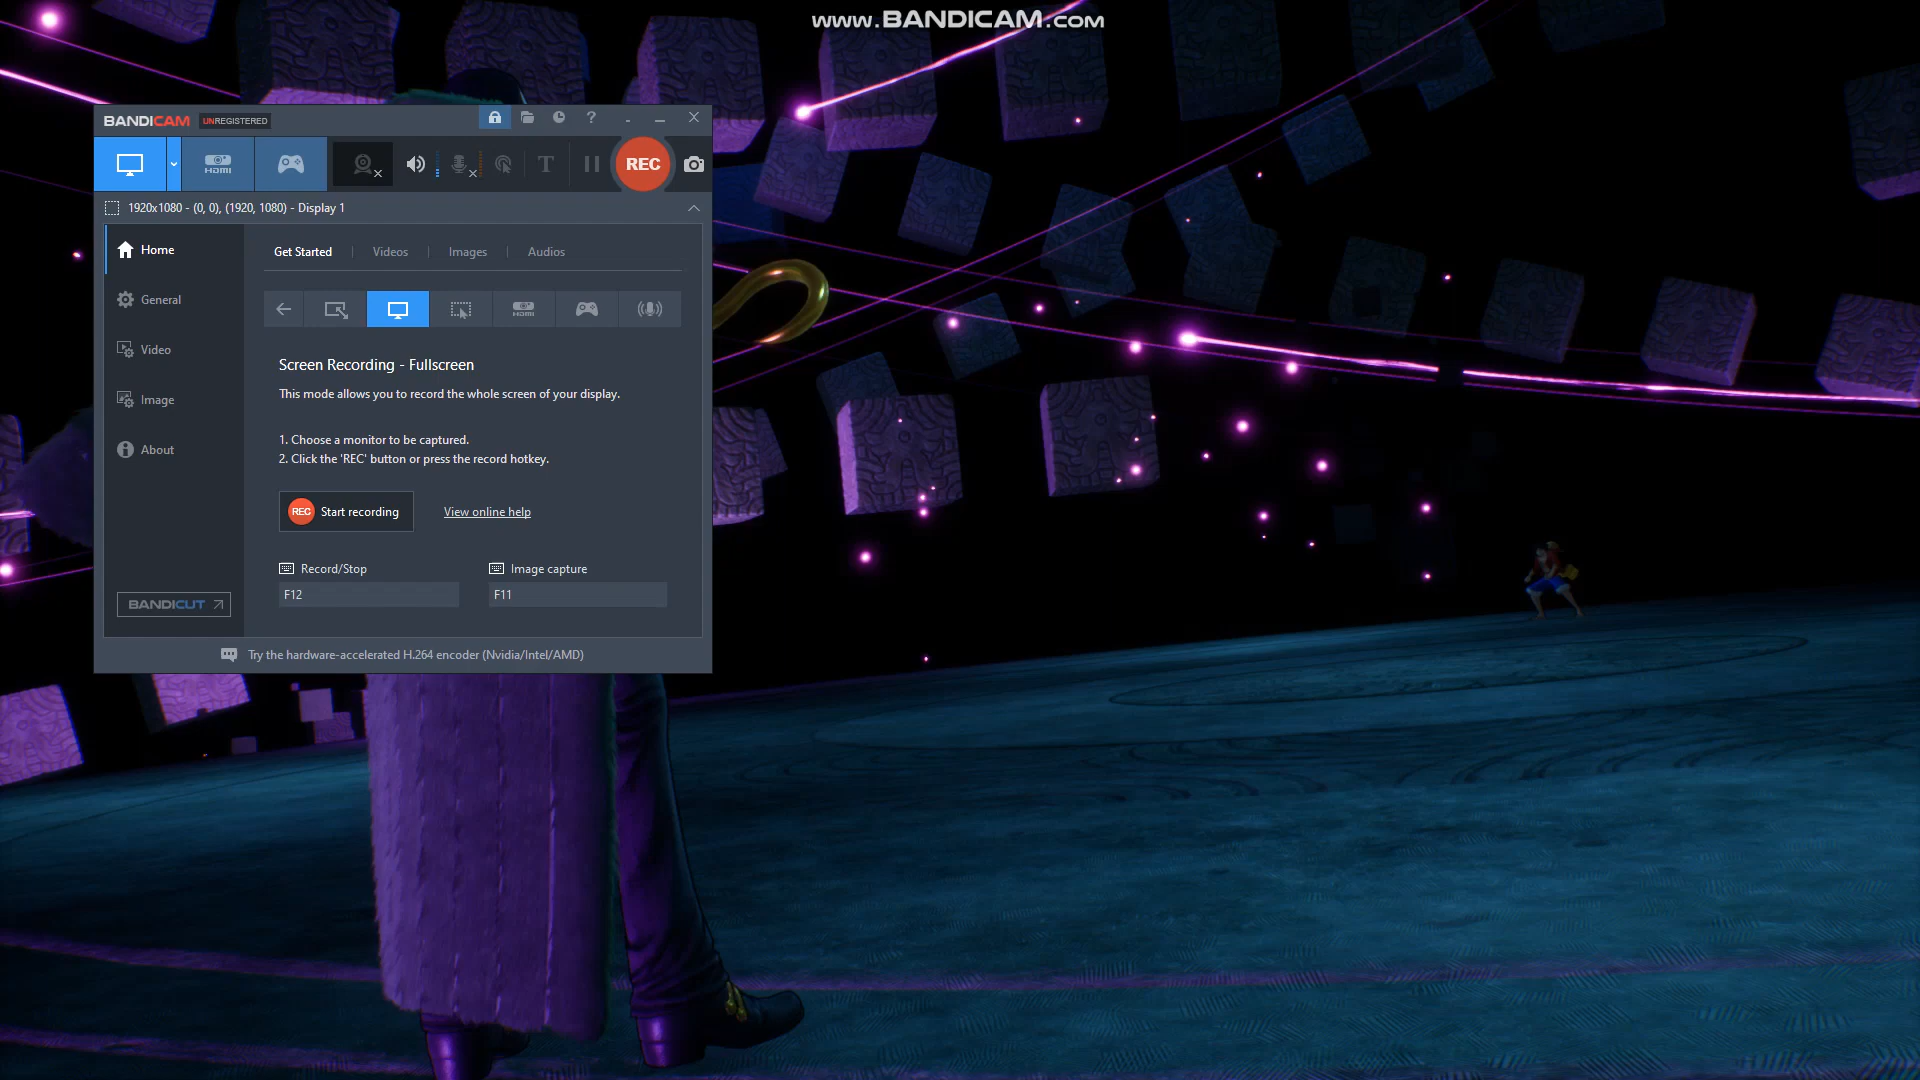 www.BANDICAM.com
BANDICAM UNREGISTERED
HDMI
T
REC
1920x1080 - (0, 0), (1920, 1080) - Display 1
Home
General
Video
Image
About
BANDICUT
Get Started
Videos
Images
Audios
HDMI
Screen Recording - Fullscreen
This mode allows you to record the whole screen of your display.
1. Choose a monitor to be captured.
2. Click the 'REC' button or press the record hotkey.
REC Start recording
View online help
Record/Stop
Image capture
F12
F11
Try the hardware-accelerated H.264 encoder (Nvidia/Intel/AMD)